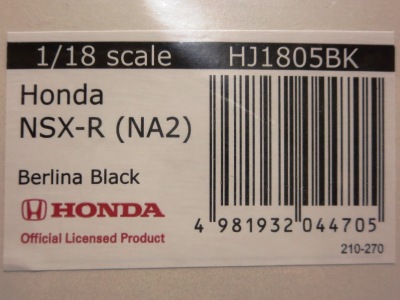 1/18 scale HJ1805BK
Honda
NSX-R (NA2)
Berlina Black
HONDA
Official Licensed Product
4 981932 044705
210-270